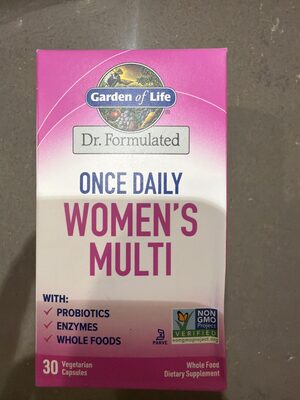 Garden of Life
Dr. Formulated
ONCE DAILY
WOMEN'S
MULTI
WITH:
PROBIOTICS
ENZYMES
WHOLE FOODS
PARVE
NON
GMO
Project
VERIFIED
nongmoproject.org
30 Vegetarian
Capsules
Whole Food
Dietary Supplement